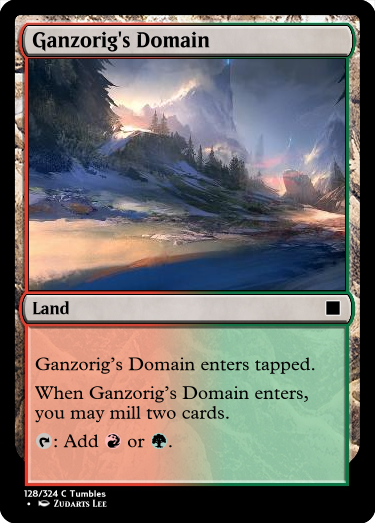 Ganzorig's Domain
Land
Ganzorig's Domain enters tapped.
When Ganzorig's Domain enters,
you may mill two cards.
: Add or .
128/324 C Tumbles
• Zudarts Lee